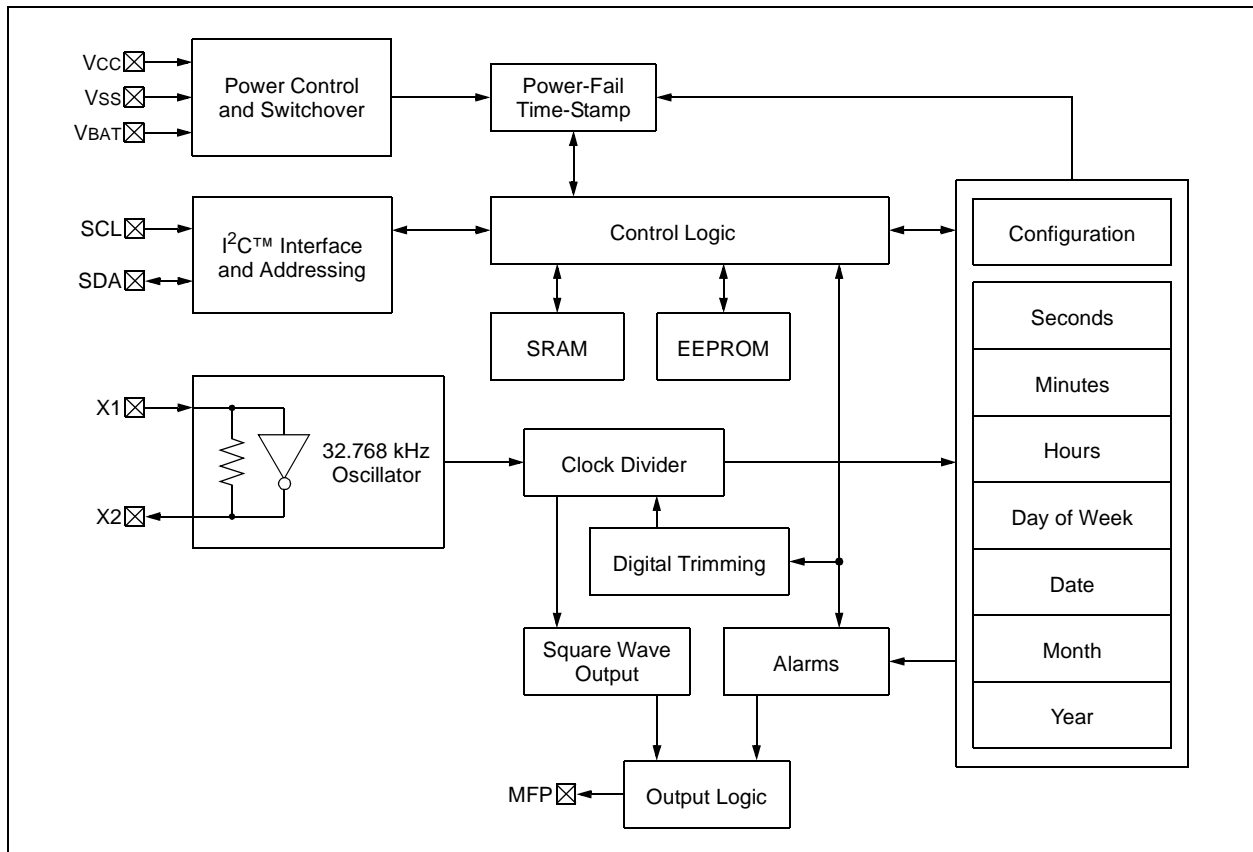 VCC
VSS
VBAT
Power Control
and Switchover
Power-Fail
Time-Stamp
SCL
SDA
I²C™ Interface
and Addressing
Control Logic
Configuration
SRAM
EEPROM
Seconds
Minutes
Hours
Day of Week
Date
Month
Year
X1
X2
32.768 kHz
Oscillator
Clock Divider
Digital Trimming
Square Wave
Output
Alarms
MFP
Output Logic